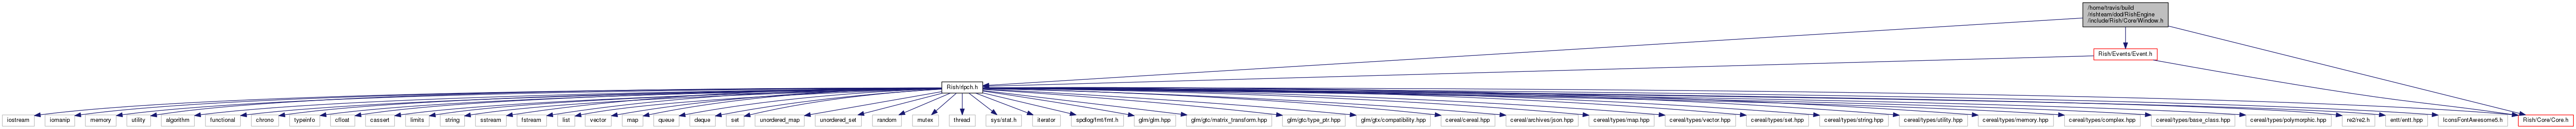 /home/travis/build
/rishteam/dod/RishEngine
/include/Rish/Core/Window.h
Rish/Events/Event.h
Rish/rlpch.h
iostream
iomanip
memory
utility
algorithm
functional
chrono
typeinfo
cfloat
cassert
limits
string
sstream
fstream
list
vector
map
queue
deque
set
unordered_map
unordered_set
random
mutex
thread
sys/stat.h
iterator
spdlog/fmt/fmt.h
glm/glm.hpp
glm/gtc/matrix_transform.hpp
glm/gtc/type_ptr.hpp
glm/gtx/compatibility.hpp
cereal/cereal.hpp
cereal/archives/json.hpp
cereal/types/map.hpp
cereal/types/vector.hpp
cereal/types/set.hpp
cereal/types/string.hpp
cereal/types/utility.hpp
cereal/types/memory.hpp
cereal/types/complex.hpp
cereal/types/base_class.hpp
cereal/types/polymorphic.hpp
re2/re2.h
entt/entt.hpp
IconsFontAwesome5.h
Rish/Core/Core.h